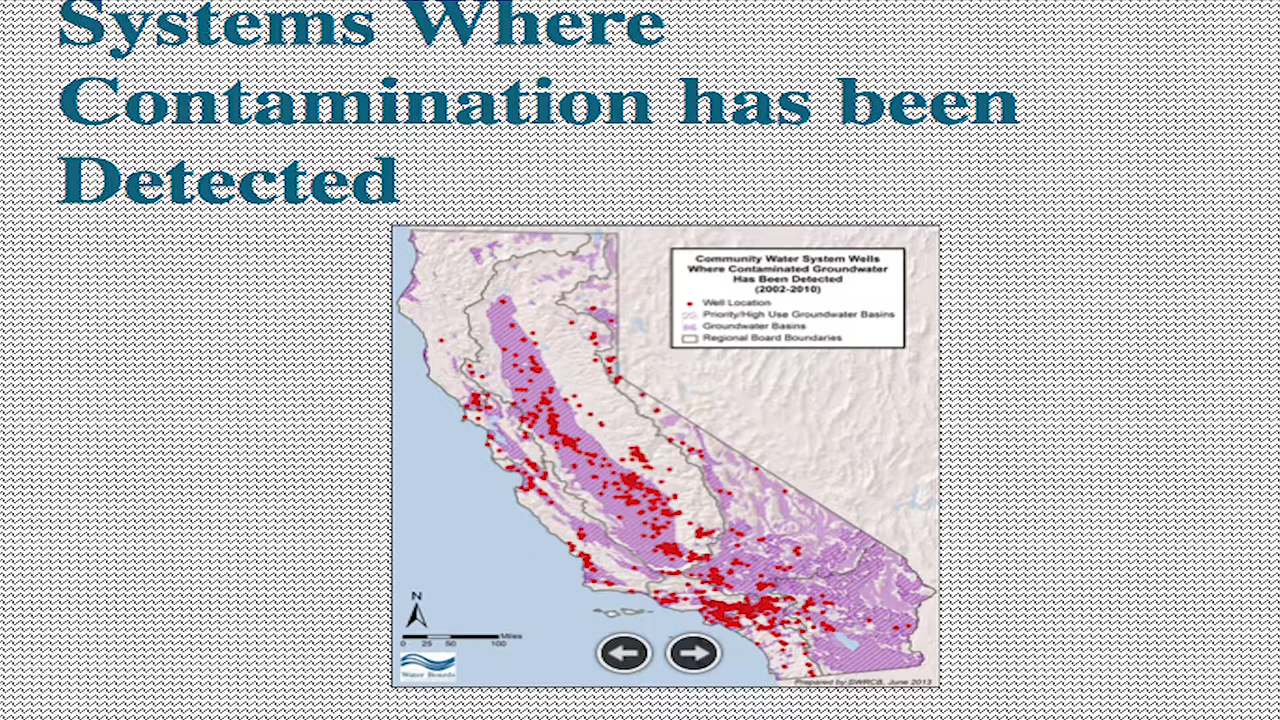 Systems Where
Contamination has been
Detected
Community Water System Wells
Where Contaminated Groundwater
Has Been Detected
(2002-2010)
Well Location
Priority/High Use Groundwater Basins
Groundwater Basins
Regional Board Boundaries
N
Miles
0 25 50 100
Water Boards
Prepared by SWRCB, June 2013